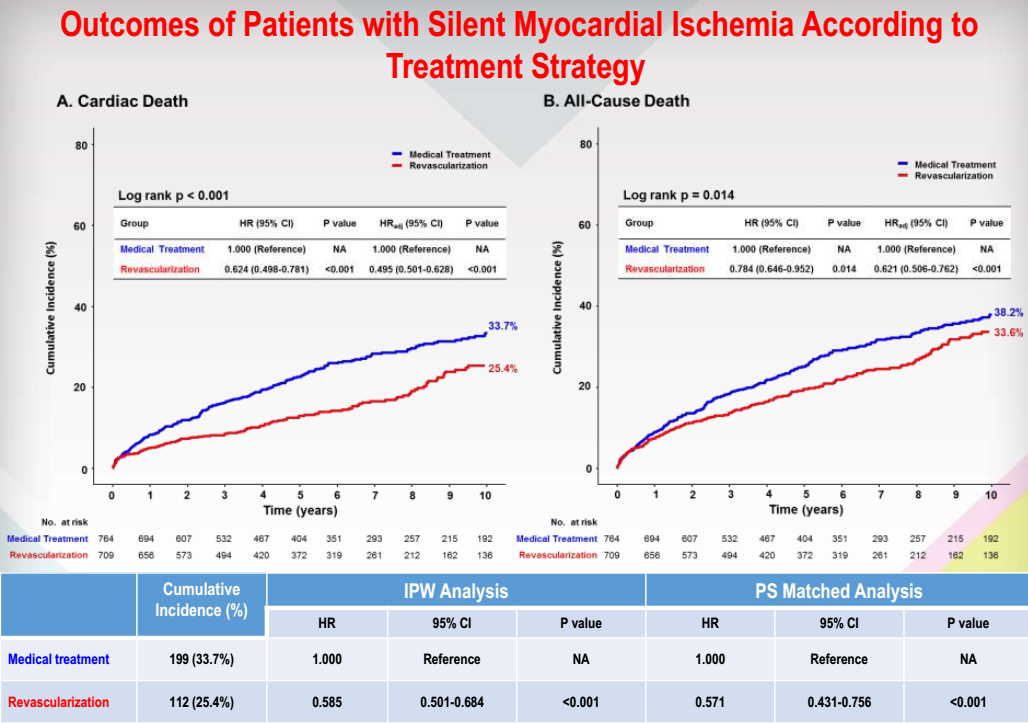 Outcomes of Patients with Silent Myocardial Ischemia According to
Treatment Strategy
A. Cardiac Death
Medical Treatment
Revascularization
Log rank p < 0.001
Group HR (95% CI) P value HRadj (95% CI) P value
Medical Treatment 1.000 (Reference) NA 1.000 (Reference) NA
Revascularization 0.624 (0.498-0.781) <0.001 0.495 (0.501-0.628) <0.001
Cumulative Incidence (%)
80
60
40
20
0
33.7%
25.4%
0 1 2 3 4 5 6 7 8 9 10
Time (years)
No. at risk
Medical Treatment 764 694 607 532 467 404 351 293 257 215 192
Revascularization 709 656 573 494 420 372 319 261 212 162 136
B. All-Cause Death
Medical Treatment
Revascularization
Log rank p = 0.014
Group HR (95% CI) P value HRadj (95% CI) P value
Medical Treatment 1.000 (Reference) NA 1.000 (Reference) NA
Revascularization 0.784 (0.646-0.952) 0.014 0.621 (0.506-0.762) <0.001
Cumulative Incidence (%)
80
60
40
20
0
38.2%
33.6%
0 1 2 3 4 5 6 7 8 9 10
Time (years)
No. at risk
Medical Treatment 764 694 607 532 467 404 351 293 257 215 192
Revascularization 709 656 573 494 420 372 319 261 212 162 136
Cumulative
Incidence (%)
IPW Analysis PS Matched Analysis
HR 95% CI P value HR 95% CI P value
Medical treatment 199 (33.7%) 1.000 Reference NA 1.000 Reference NA
Revascularization 112 (25.4%) 0.585 0.501-0.684 <0.001 0.571 0.431-0.756 <0.001